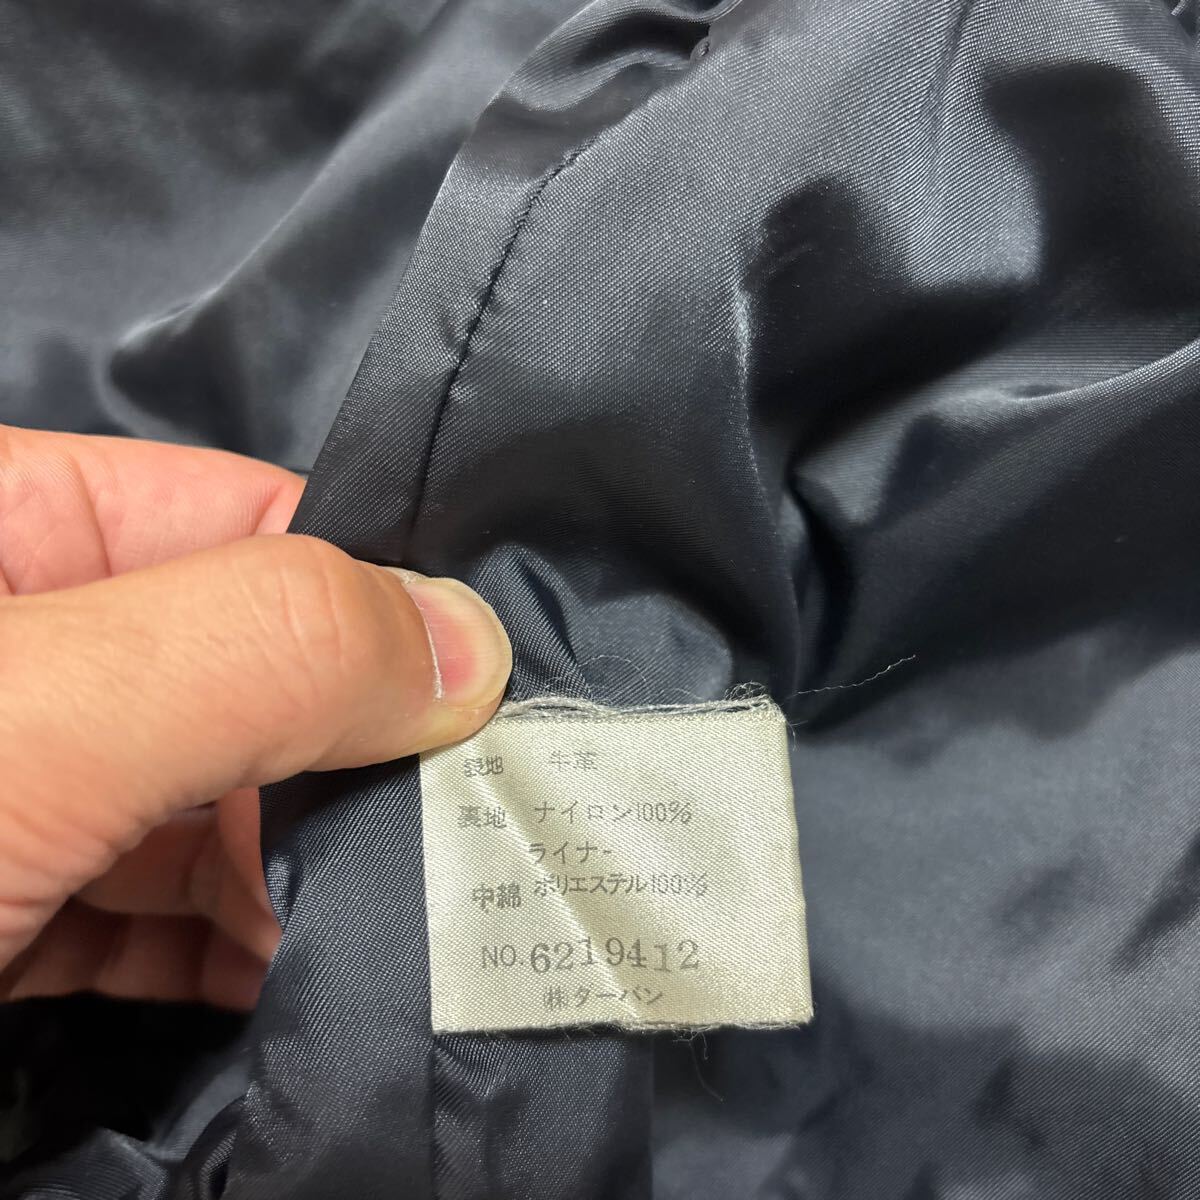 表地 牛革
裏地 ナイロン100%
ライナー
中綿 ポリエステル100%
NO.6219412
㈱ダーバン